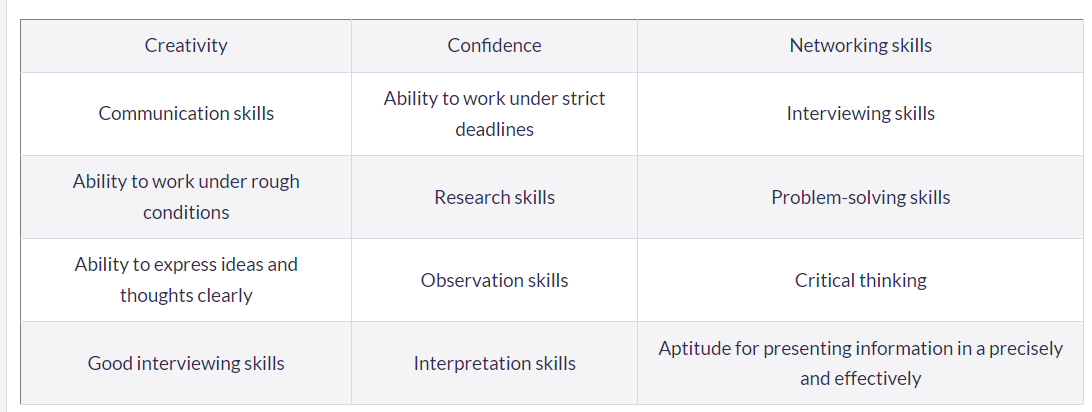 Creativity
Confidence
Networking skills
Communication skills
Ability to work under strict
deadlines
Interviewing skills
Ability to work under rough
conditions
Research skills
Problem-solving skills
Ability to express ideas and
thoughts clearly
Observation skills
Critical thinking
Good interviewing skills
Interpretation skills
Aptitude for presenting information in a precisely
and effectively